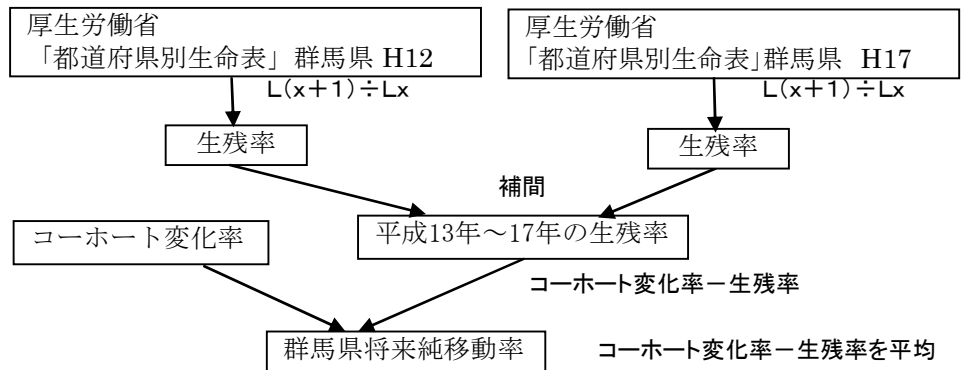 厚生労働省
「都道府県別生命表」群馬県 H12
厚生労働省
「都道府県別生命表」群馬県 H17
L(x+1)÷Lx
L(x+1)÷Lx
生残率
生残率
補間
コーホート変化率
平成13年～17年の生残率
コーホート変化率－生残率
群馬県将来純移動率
コーホート変化率－生残率を平均